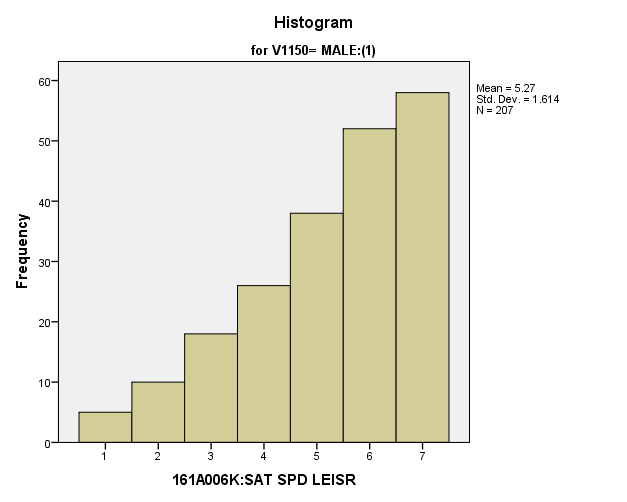 Histogram
for V1150= MALE:(1)
Mean = 5.27
Std. Dev. = 1.614
N = 207
Frequency
60
50
40
30
20
10
0
1 2 3 4 5 6 7
161A006K:SAT SPD LEISR